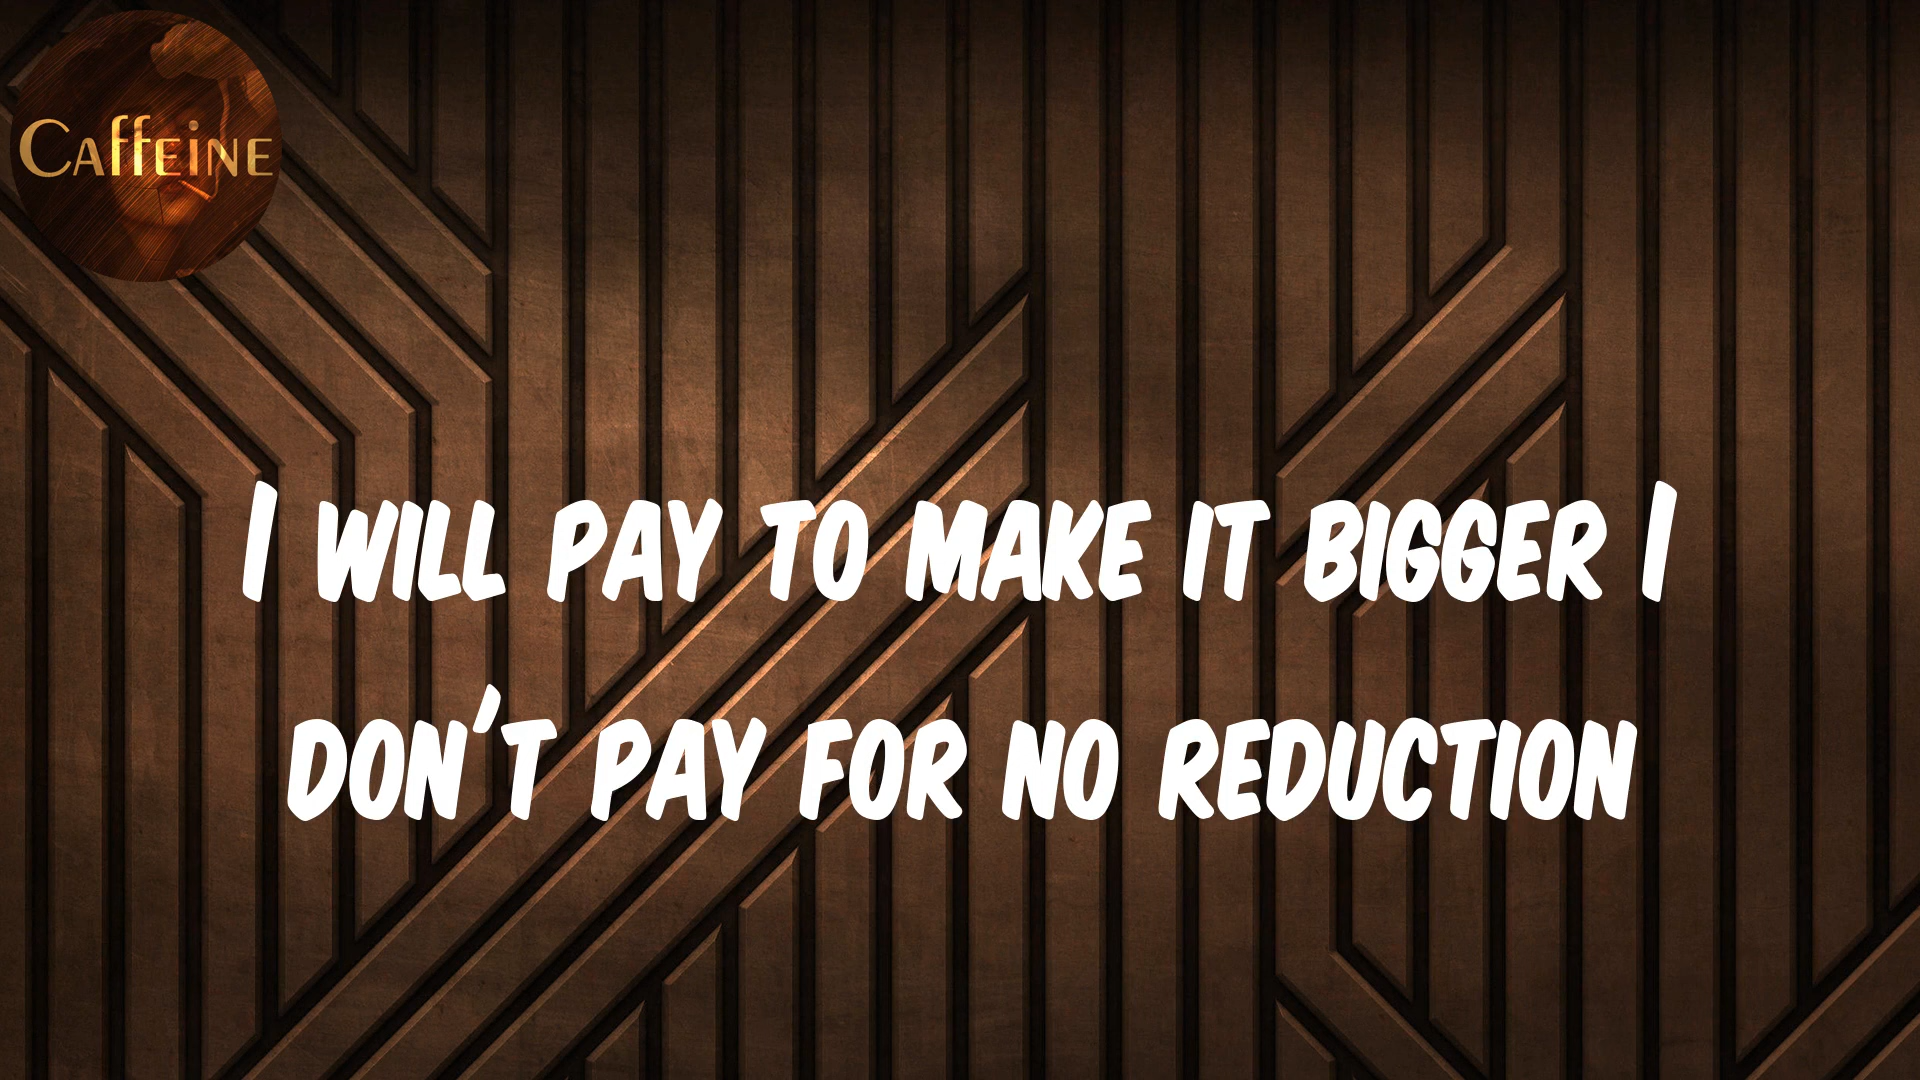 Caffeine
I WILL PAY TO MAKE IT BIGGER I
DON'T PAY FOR NO REDUCTION